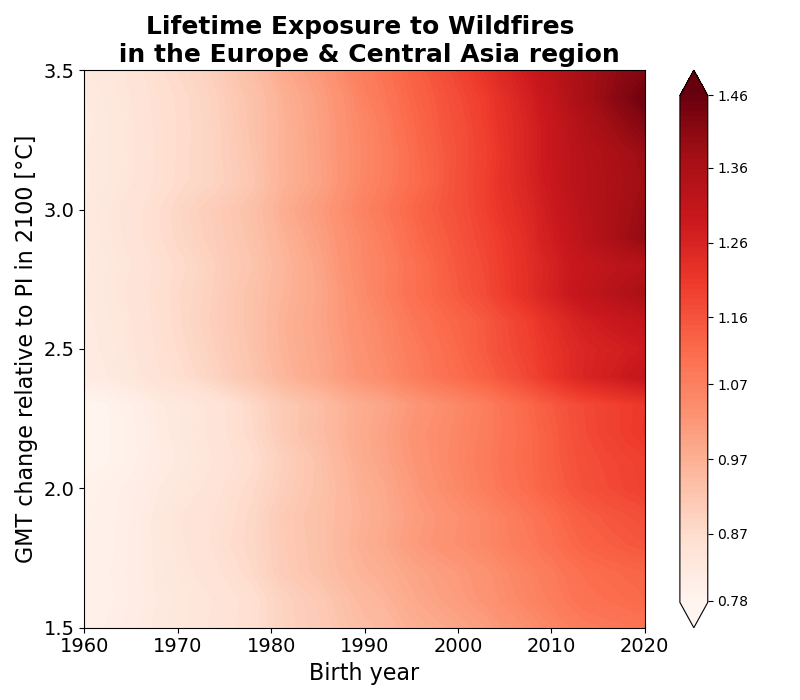 Lifetime Exposure to Wildfires
in the Europe & Central Asia region
GMT change relative to PI in 2100 [°C]
3.5
3.0
2.5
2.0
1.5
1960 1970 1980 1990 2000 2010 2020
Birth year
1.46
1.36
1.26
1.16
1.07
0.97
0.87
0.78